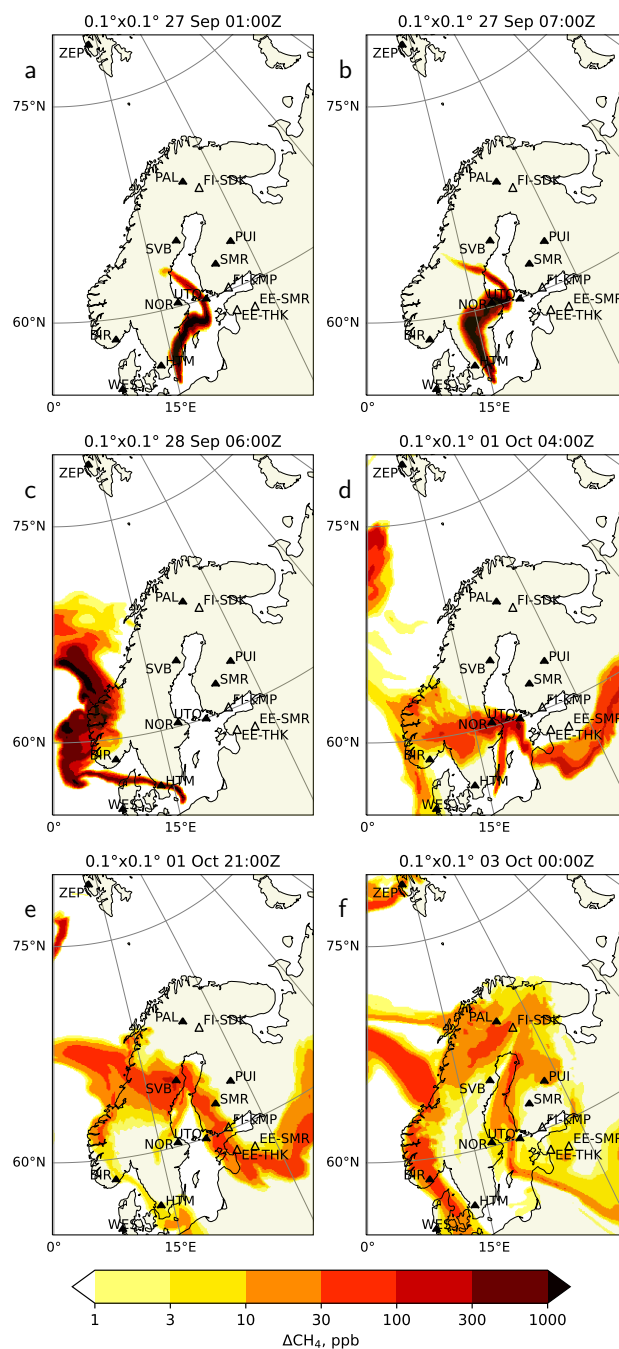 0.1°x0.1° 27 Sep 01:00Z
0.1°x0.1° 27 Sep 07:00Z
a
ZEP
75°N
PAL
FI-SDK
SVB
PUI
SMR
FI-KMP
UTO
NOR
EE-SMR
EE-THK
60°N
BIR
HTM
WES
0°
15°E
b
ZEP
75°N
PAL
FI-SDK
SVB
PUI
SMR
FI-KMP
UTO
NOR
EE-SMR
EE-THK
60°N
BIR
HTM
WES
0°
15°E
0.1°x0.1° 28 Sep 06:00Z
0.1°x0.1° 01 Oct 04:00Z
c
ZEP
75°N
PAL
FI-SDK
SVB
PUI
SMR
FI-KMP
UTO
NOR
EE-SMR
EE-THK
60°N
BIR
HTM
WES
0°
15°E
d
ZEP
75°N
PAL
FI-SDK
SVB
PUI
SMR
FI-KMP
UTO
NOR
EE-SMR
EE-THK
60°N
BIR
HTM
WES
0°
15°E
0.1°x0.1° 01 Oct 21:00Z
0.1°x0.1° 03 Oct 00:00Z
e
ZEP
75°N
PAL
FI-SDK
SVB
PUI
SMR
FI-KMP
UTO
NOR
EE-SMR
EE-THK
60°N
BIR
HTM
WES
0°
15°E
f
ZEP
75°N
PAL
FI-SDK
SVB
PUI
SMR
FI-KMP
UTO
NOR
EE-SMR
EE-THK
60°N
BIR
HTM
WES
0°
15°E
1 3 10 30 100 300 1000
ΔCH₄, ppb